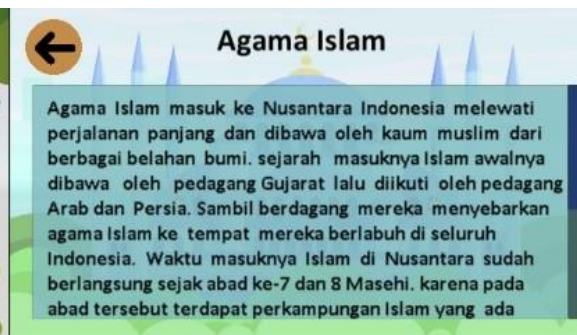 Agama Islam
Agama Islam masuk ke Nusantara Indonesia melewati
perjalanan panjang dan dibawa oleh kaum muslim dari
berbagai belahan bumi. sejarah masuknya Islam awalnya
dibawa oleh pedagang Gujarat lalu diikuti oleh pedagang
Arab dan Persia. Sambil berdagang mereka menyebarkan
agama Islam ke tempat mereka berlabuh di seluruh
Indonesia. Waktu masuknya Islam di Nusantara sudah
berlangsung sejak abad ke-7 dan 8 Masehi. karena pada
abad tersebut terdapat perkampungan Islam yang ada